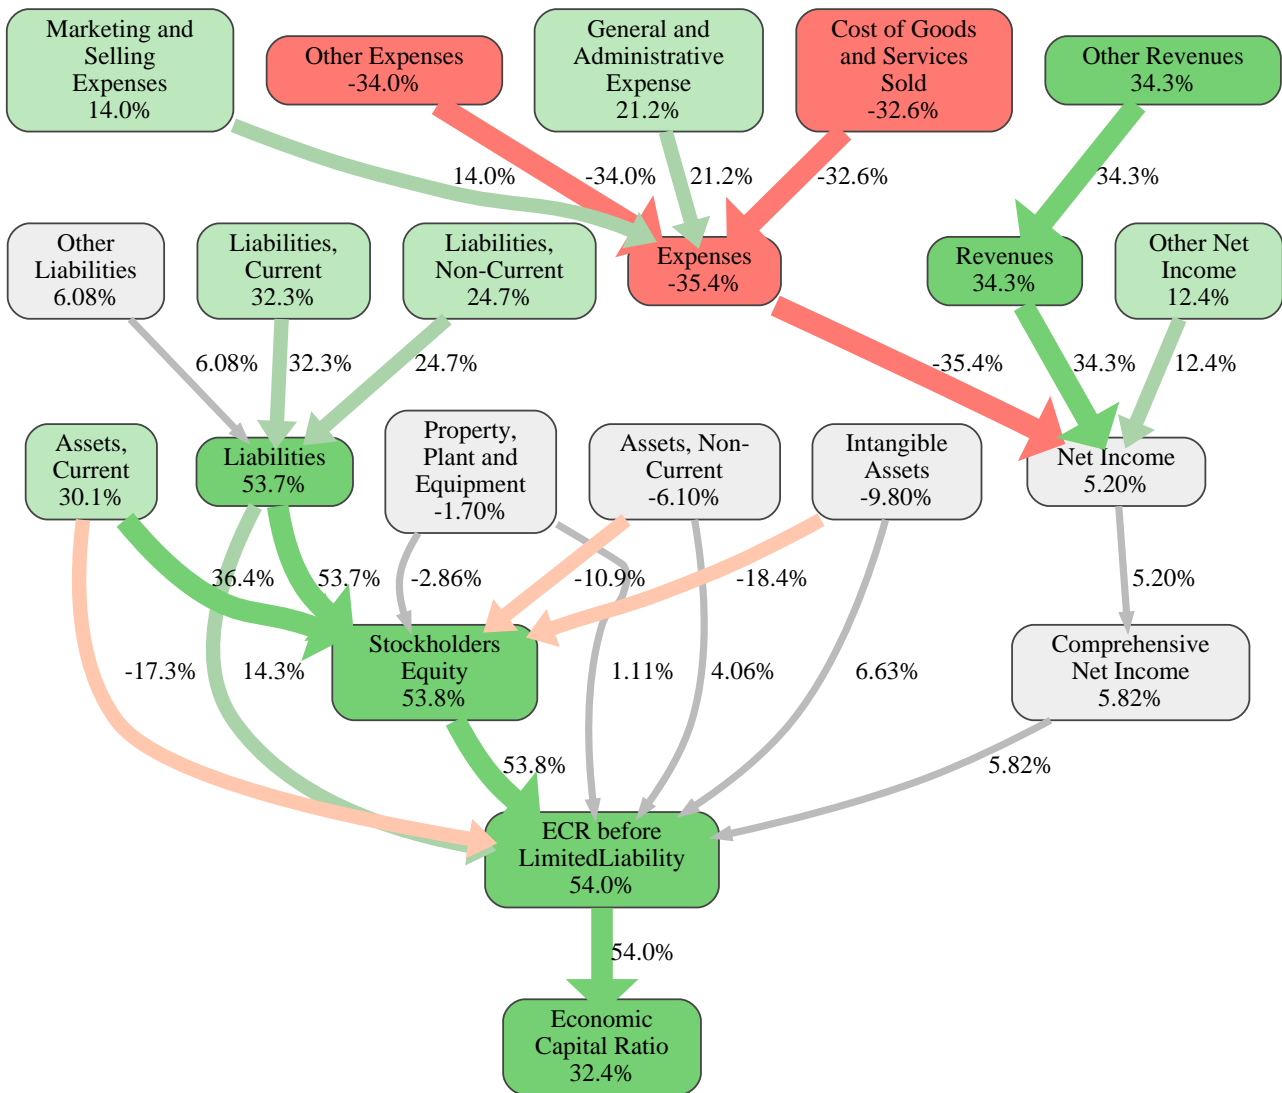 Marketing and
Selling
Expenses
14.0%
Other Expenses
-34.0%
General and
Administrative
Expense
21.2%
Cost of Goods
and Services
Sold
-32.6%
Other Revenues
34.3%
14.0%
-34.0%
21.2%
-32.6%
34.3%
Other
Liabilities
6.08%
Liabilities,
Current
32.3%
Liabilities,
Non-Current
24.7%
Expenses
-35.4%
Revenues
34.3%
Other Net
Income
12.4%
6.08%
32.3%
24.7%
-35.4%
34.3%
12.4%
Assets,
Current
30.1%
Liabilities
53.7%
Property,
Plant and
Equipment
-1.70%
Assets, Non-
Current
-6.10%
Intangible
Assets
-9.80%
Net Income
5.20%
36.4%
53.7%
-2.86%
-10.9%
-18.4%
5.20%
Stockholders
Equity
53.8%
Comprehensive
Net Income
5.82%
-17.3%
14.3%
1.11%
4.06%
6.63%
53.8%
5.82%
ECR before
LimitedLiability
54.0%
54.0%
Economic
Capital Ratio
32.4%